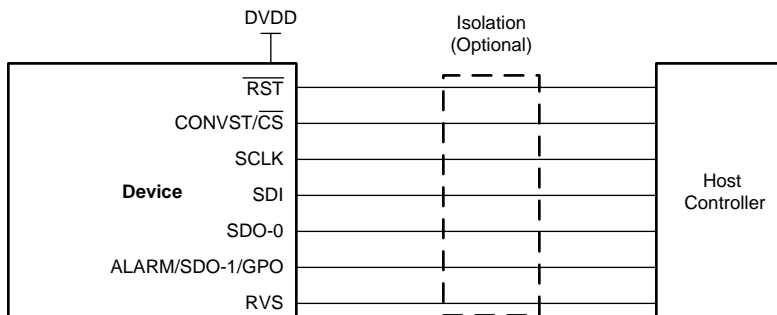 DVDD
Isolation
(Optional)
RST
CONVST/CS
SCLK
Device
SDI
SDO-0
ALARM/SDO-1/GPO
RVS
Host
Controller